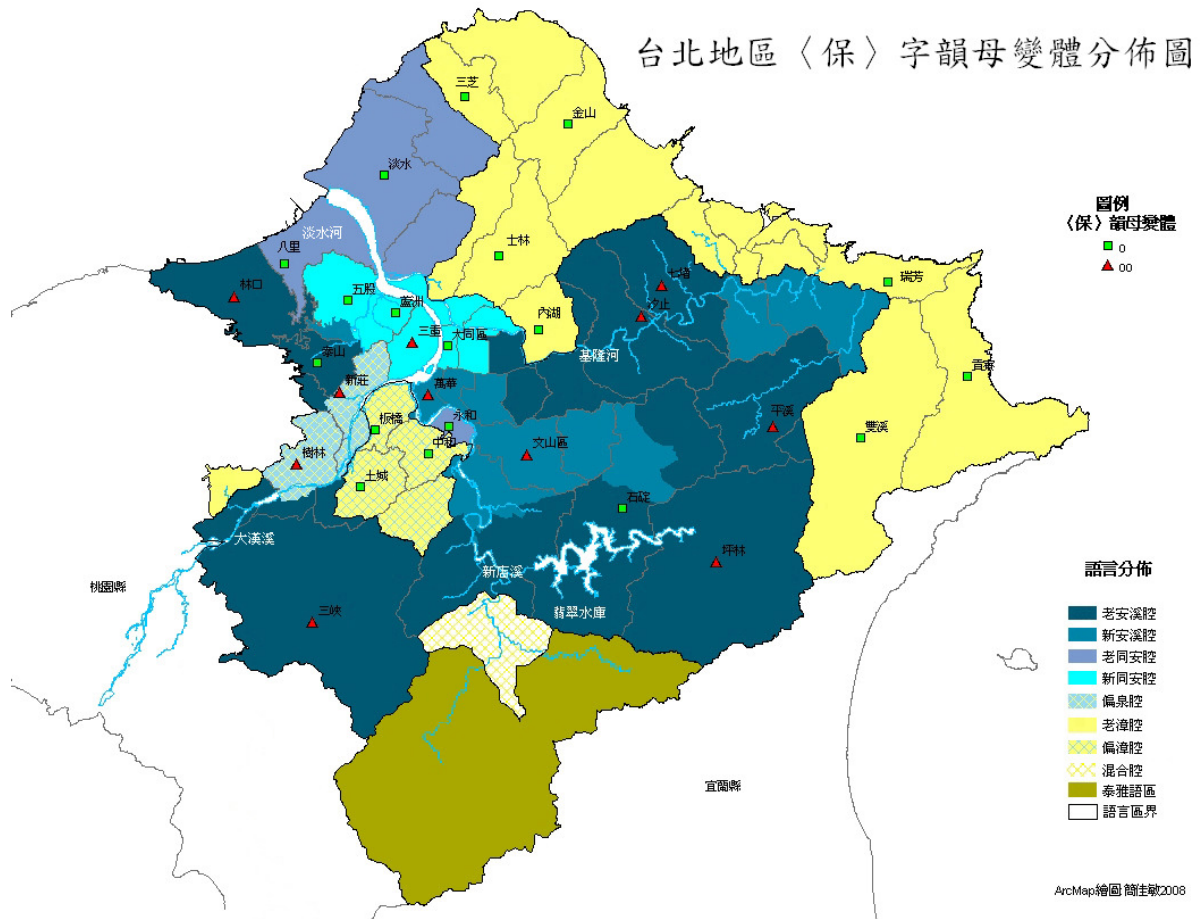 台北地區〈保〉字韻母變體分佈圖
三芝
金山
淡水
淡水河
士林
八里
圖例
〈保〉韻母變體
o
oo
林口
五股
蘆洲
三重
大同區
內湖
七堵
汐止
基隆河
瑞芳
貢寮
泰山
新莊
萬華
板橋
永和
中和
文山區
平溪
雙溪
樹林
土城
石碇
大漢溪
新店溪
翡翠水庫
坪林
桃園縣
三峽
宜蘭縣
語言分佈
老安溪腔
新安溪腔
老同安腔
新同安腔
偏泉腔
老漳腔
偏漳腔
混合腔
泰雅語區
語言區界
ArcMap繪圖 簡佳敏2008